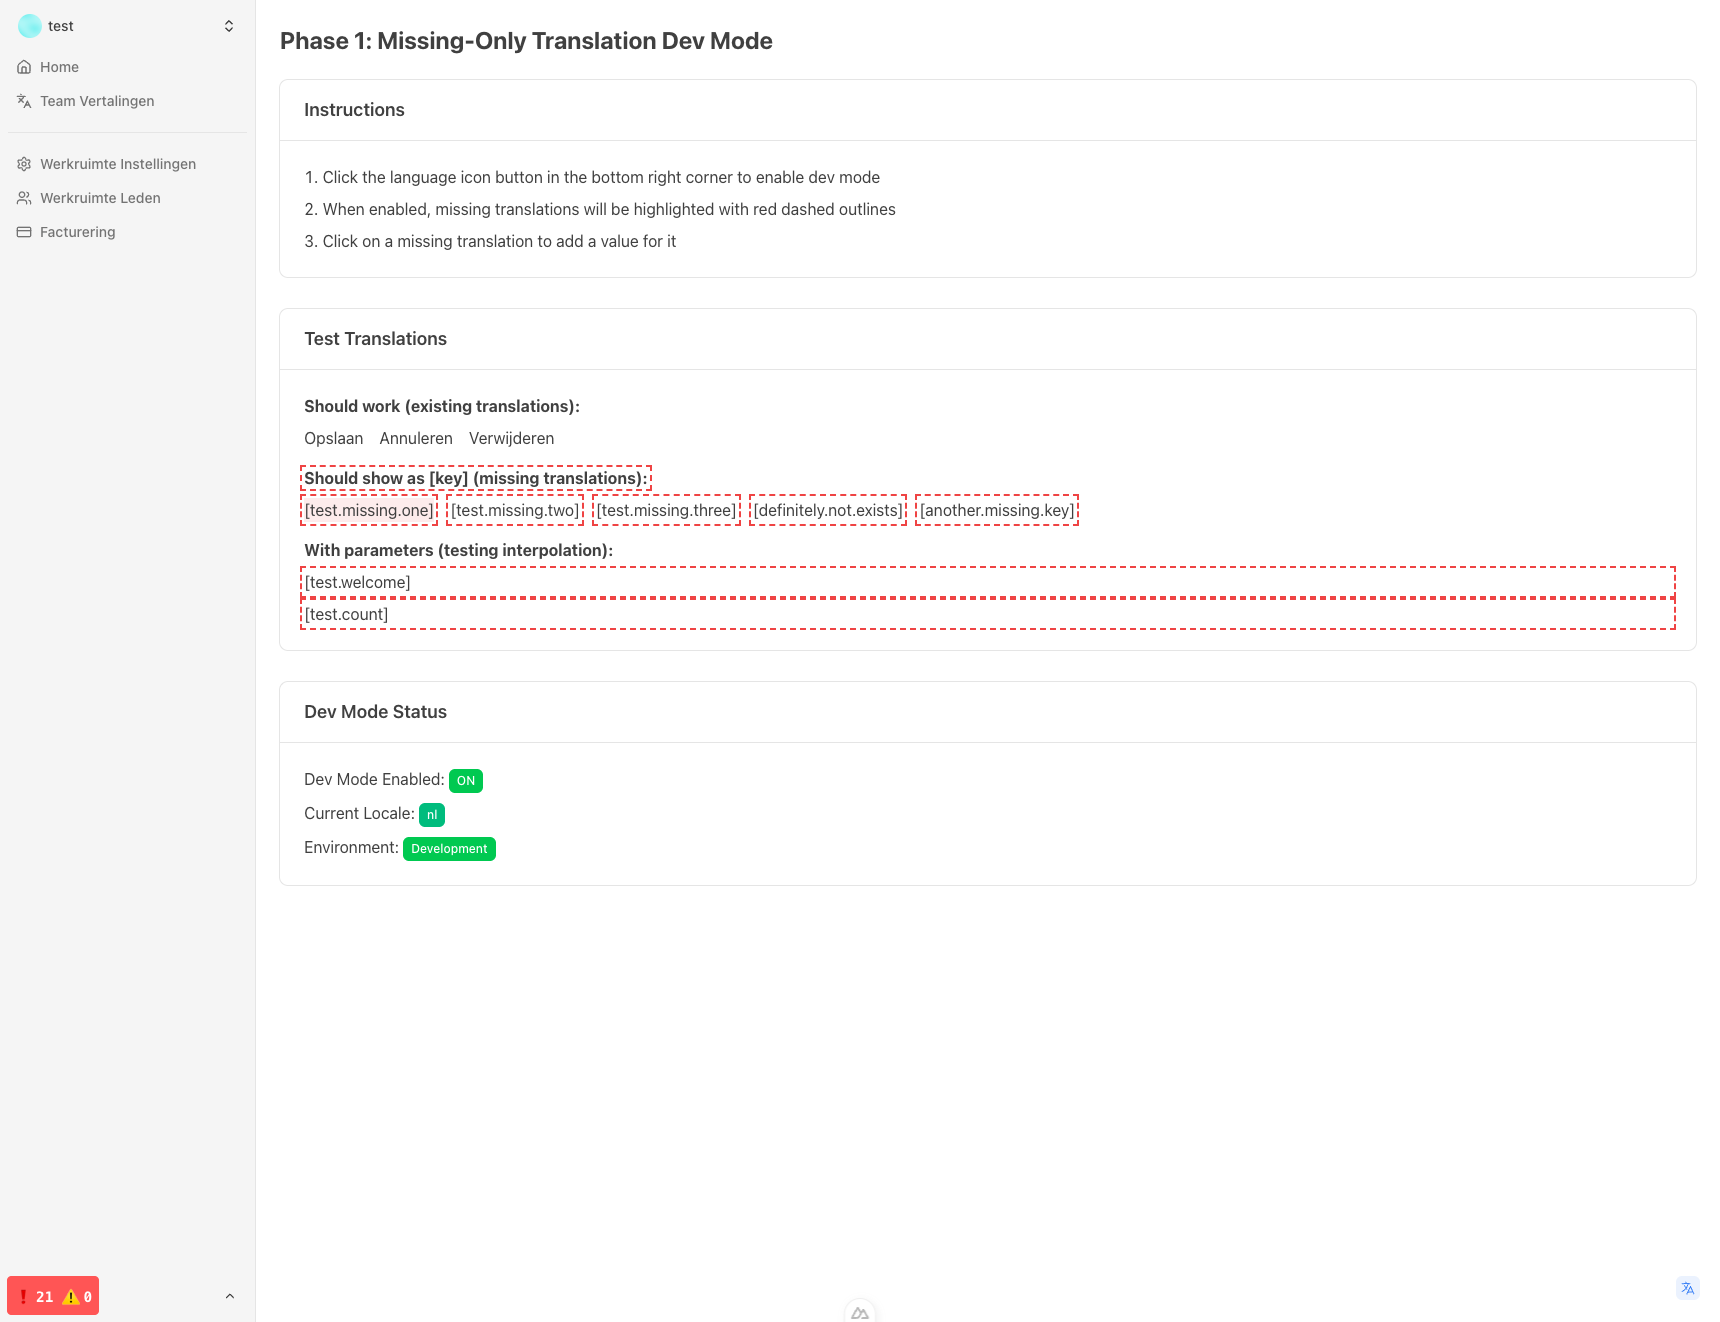 test
Home
Team Vertalingen
Werkruimte Instellingen
Werkruimte Leden
Facturering
Phase 1: Missing-Only Translation Dev Mode
Instructions
1. Click the language icon button in the bottom right corner to enable dev mode
2. When enabled, missing translations will be highlighted with red dashed outlines
3. Click on a missing translation to add a value for it
Test Translations
Should work (existing translations):
Opslaan Annuleren Verwijderen
Should show as [key] (missing translations):
[test.missing.one] [test.missing.two] [test.missing.three] [definitely.not.exists] [another.missing.key]
With parameters (testing interpolation):
[test.welcome]
[test.count]
Dev Mode Status
Dev Mode Enabled: ON
Current Locale: nl
Environment: Development
❗ 21 ⚠️ 0